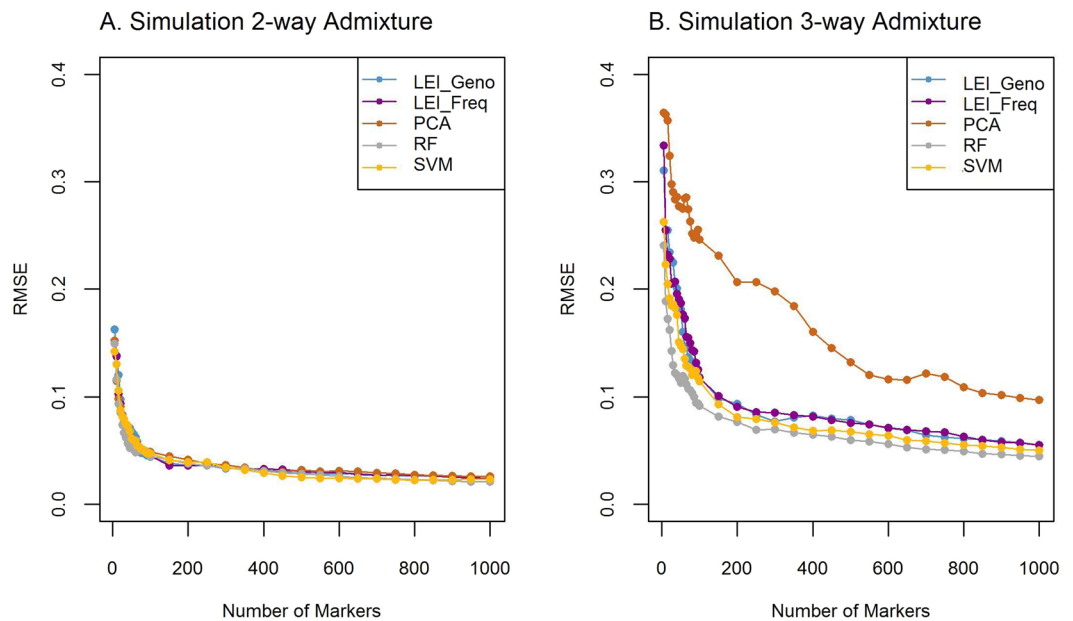 A. Simulation 2-way Admixture
0.4
0.3
0.2
0.1
0.0
RMSE
LEI_Geno
LEI_Freq
PCA
RF
SVM
0 200 400 600 800 1000
Number of Markers
B. Simulation 3-way Admixture
0.4
0.3
0.2
0.1
0.0
RMSE
LEI_Geno
LEI_Freq
PCA
RF
SVM
0 200 400 600 800 1000
Number of Markers